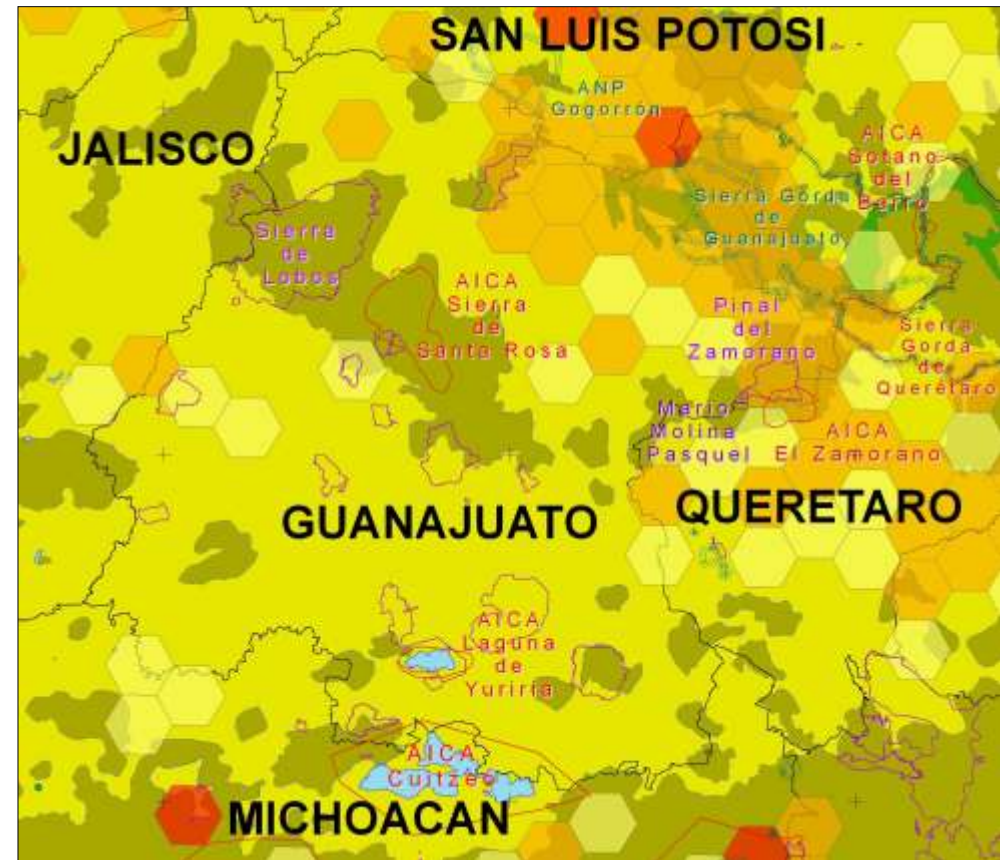 SAN LUIS POTOSI
ANP
Gogorrón
JALISCO
AICA
Sotano
del
Barro
Sierra Gorda
de
Guanajuato
Sierra
de
Lobos
AICA
Sierra
de
Santa Rosa
Pinal
del
Zamorano
Sierra
Gorda
de
Querétaro
Mario
Molina
Pasquel
AICA
El Zamorano
GUANAJUATO
QUERETARO
AICA
Laguna
de
Yuriria
AICA
Cuitzeo
MICHOACAN